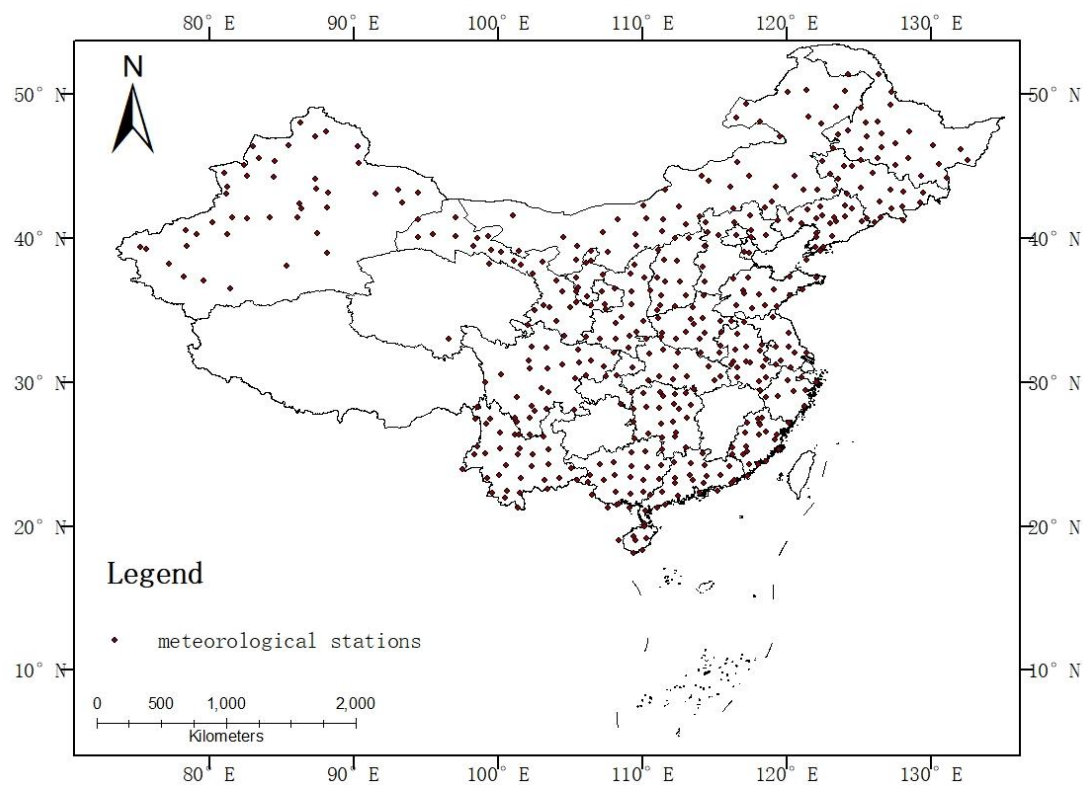 80° E 90° E 100° E 110° E 120° E 130° E
N
50° N 50° N
40° N 40° N
30° N 30° N
20° N 20° N
Legend
meteorological stations
10° N 10° N
0 500 1,000 2,000
Kilometers
80° E 90° E 100° E 110° E 120° E 130° E